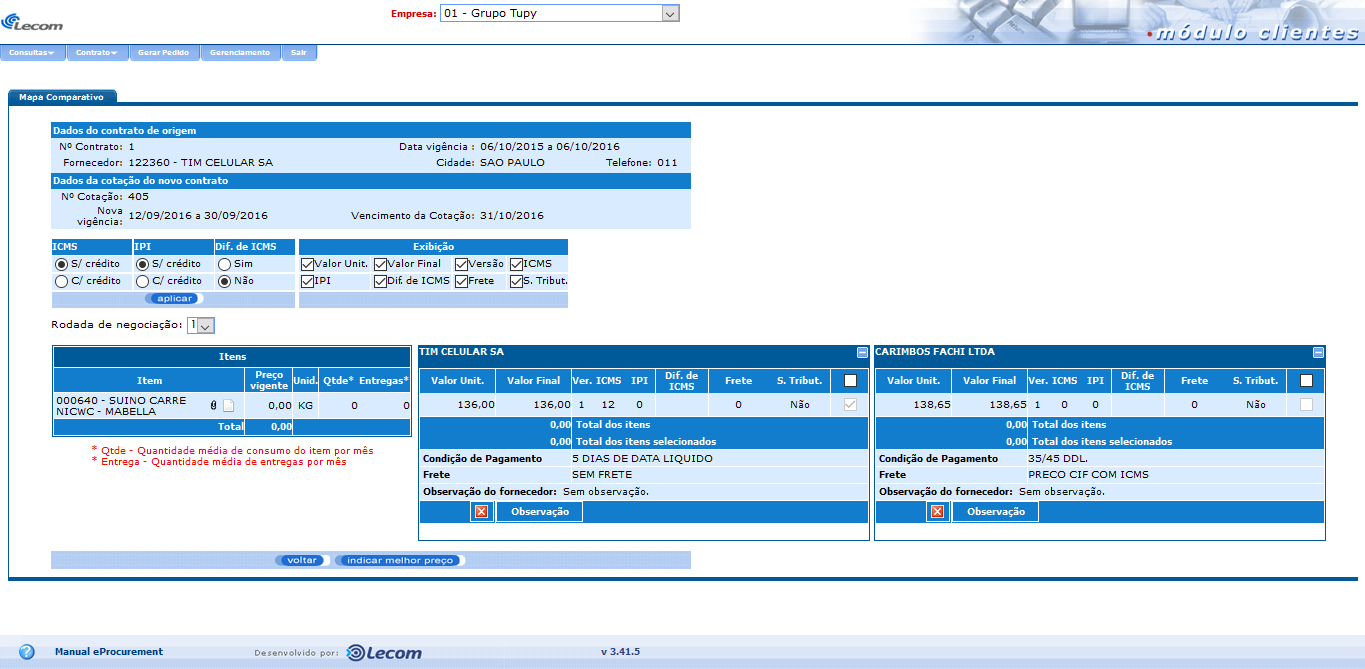 Lecom
Empresa: 01 - Grupo Tupy
módulo clientes
Consultas Contrato Gerar Pedido Gerenciamento Sair
Mapa Comparativo
Dados do contrato de origem
Nº Contrato: 1 Data vigência : 06/10/2015 a 06/10/2016
Fornecedor: 122360 - TIM CELULAR SA Cidade: SAO PAULO Telefone: 011
Dados da cotação do novo contrato
Nº Cotação: 405
Nova vigência: 12/09/2016 a 30/09/2016 Vencimento da Cotação: 31/10/2016
ICMS IPI Dif. de ICMS Exibição
S/ crédito S/ crédito Sim Valor Unit. Valor Final Versão ICMS
C/ crédito C/ crédito Não IPI Dif. de ICMS Frete S. Tribut.
aplicar
Rodada de negociação: 1
Itens
Item Preço vigente Unid. Qtde* Entregas*
000640 - SUINO CARRE NICWC - MABELLA 0,00 KG 0 0
Total 0,00
* Qtde - Quantidade média de consumo do item por mês
* Entrega - Quantidade média de entregas por mês
TIM CELULAR SA
Valor Unit. Valor Final Ver. ICMS IPI Dif. de ICMS Frete S. Tribut.
136,00 136,00 1 12 0 0 Não
0,00 Total dos itens
0,00 Total dos itens selecionados
Condição de Pagamento 5 DIAS DE DATA LIQUIDO
Frete SEM FRETE
Observação do fornecedor: Sem observação.
Observação
CARIMBOS FACHI LTDA
Valor Unit. Valor Final Ver. ICMS IPI Dif. de ICMS Frete S. Tribut.
138,65 138,65 1 0 0 0 Não
0,00 Total dos itens
0,00 Total dos itens selecionados
Condição de Pagamento 35/45 DDL.
Frete PRECO CIF COM ICMS
Observação do fornecedor: Sem observação.
Observação
voltar indicar melhor preço
Manual eProcurement Desenvolvido por: Lecom v 3.41.5